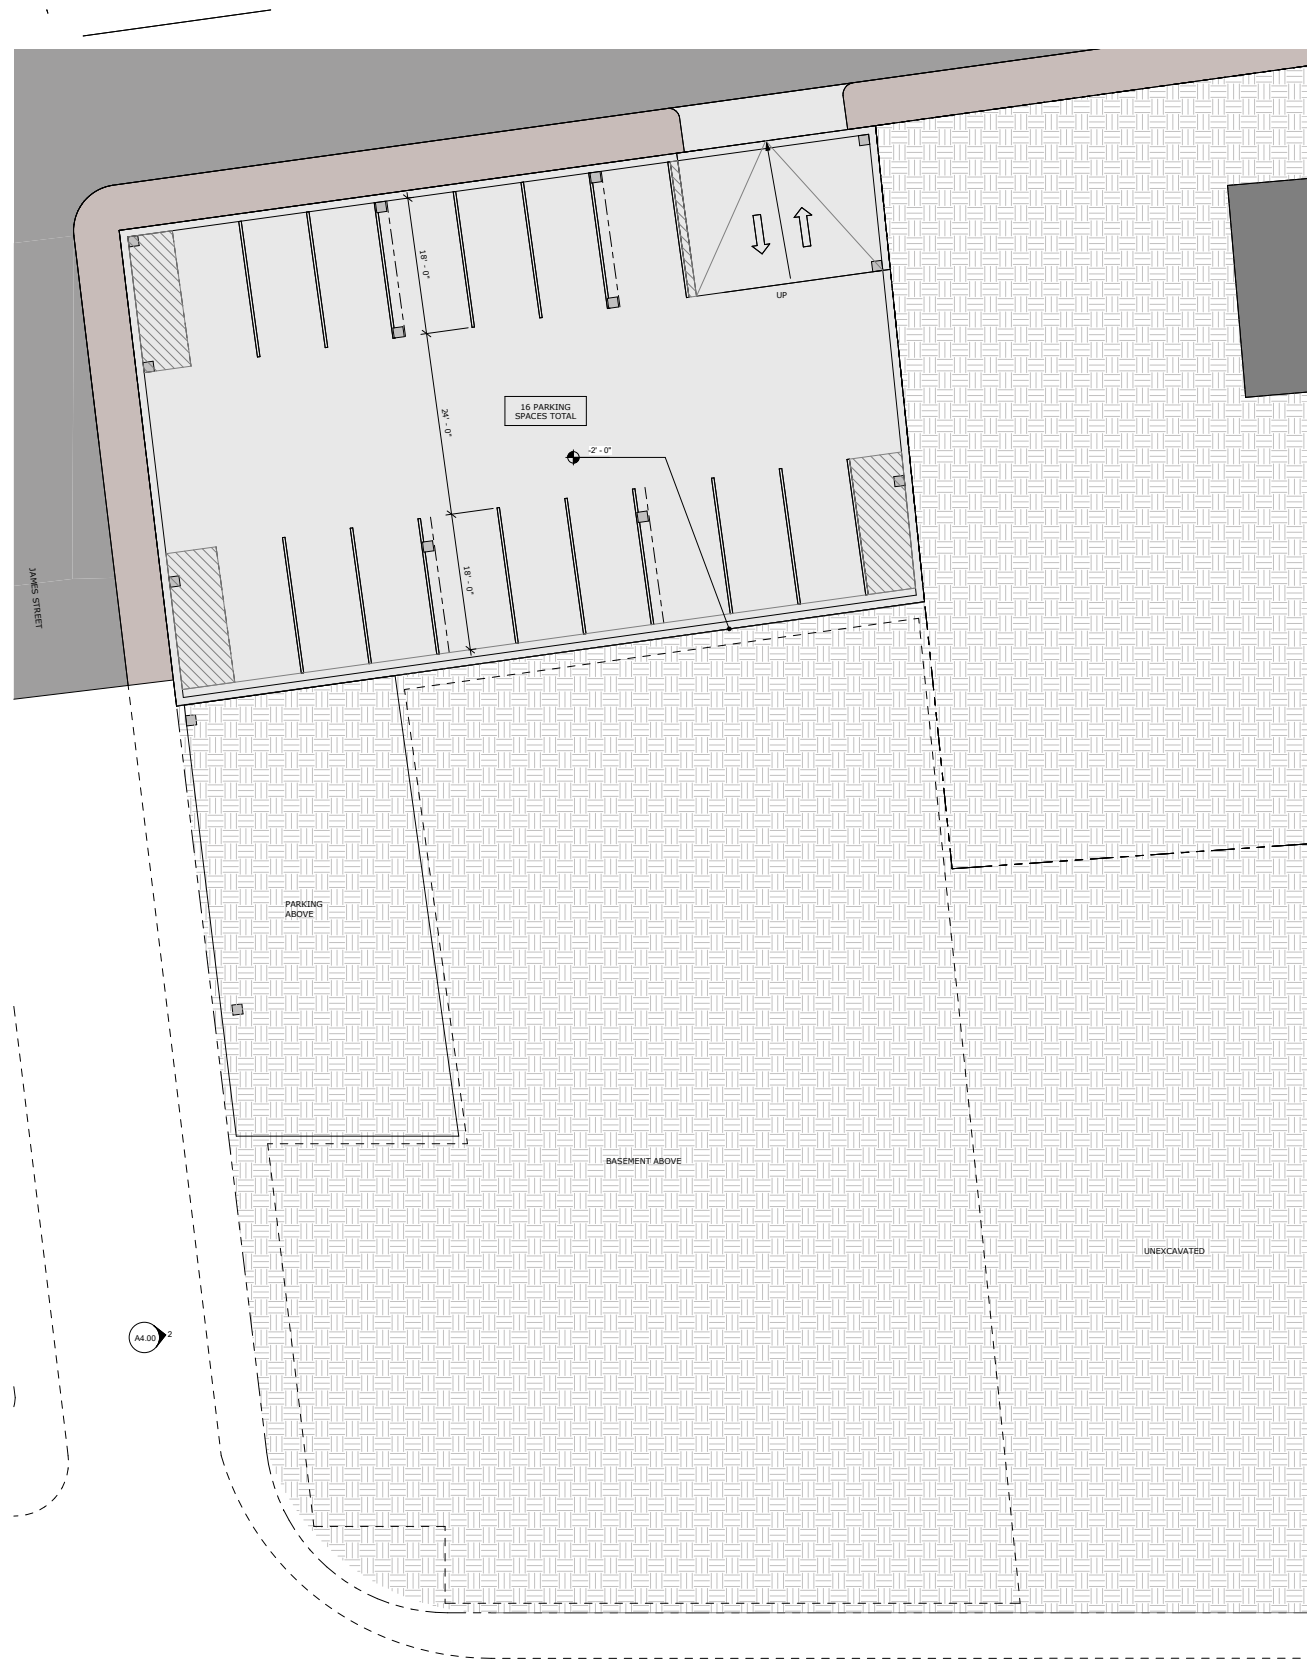 18' - 0"
UP
24' - 0"
16 PARKING
SPACES TOTAL
-2' - 0"
JAMES STREET
18' - 0"
PARKING
ABOVE
BASEMENT ABOVE
UNEXCAVATED
A4.00
2